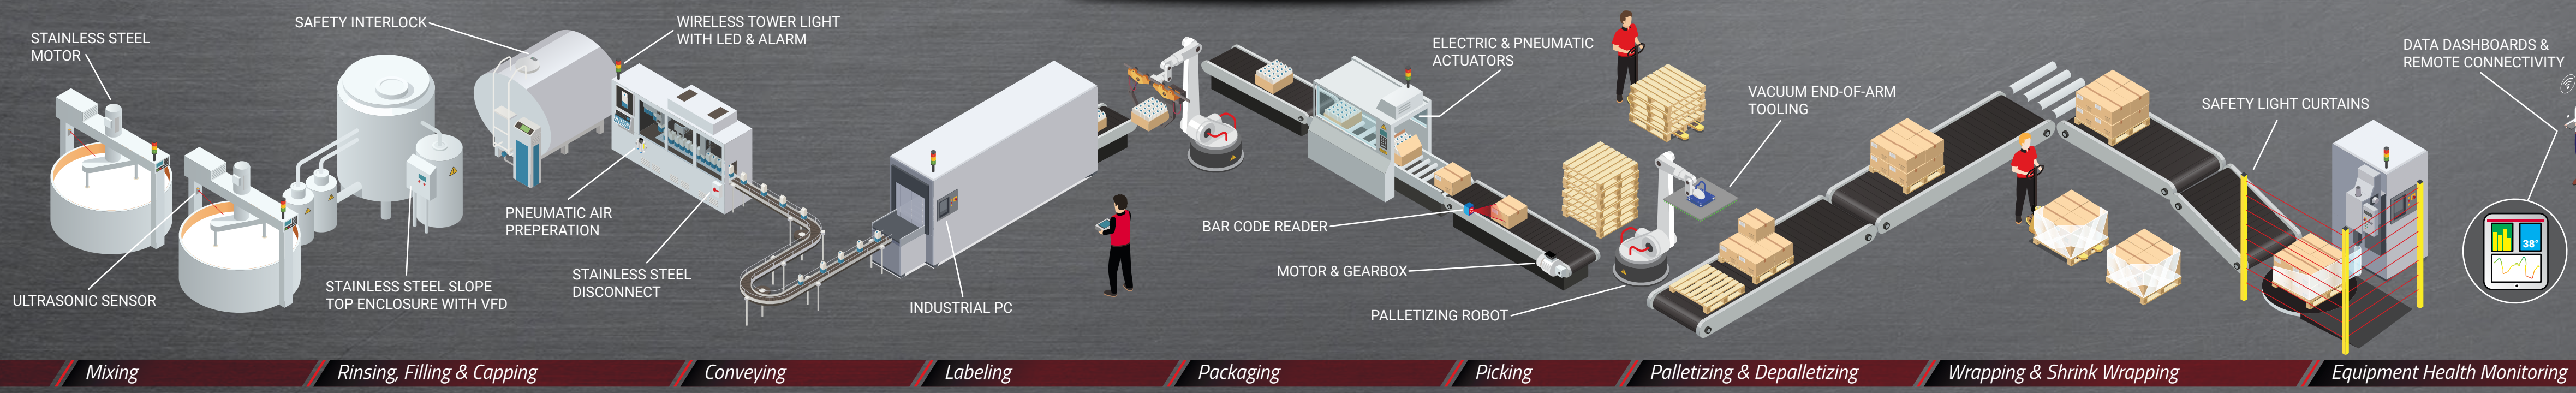 STAINLESS STEEL
MOTOR
ULTRASONIC SENSOR
SAFETY INTERLOCK
STAINLESS STEEL SLOPE
TOP ENCLOSURE WITH VFD
WIRELESS TOWER LIGHT
WITH LED & ALARM
PNEUMATIC AIR
PREPERATION
STAINLESS STEEL
DISCONNECT
INDUSTRIAL PC
ELECTRIC & PNEUMATIC
ACTUATORS
BAR CODE READER
MOTOR & GEARBOX
PALLETIZING ROBOT
VACUUM END-OF-ARM
TOOLING
SAFETY LIGHT CURTAINS
DATA DASHBOARDS &
REMOTE CONNECTIVITY
38°
Mixing
Rinsing, Filling & Capping
Conveying
Labeling
Packaging
Picking
Palletizing & Depalletizing
Wrapping & Shrink Wrapping
Equipment Health Monitoring